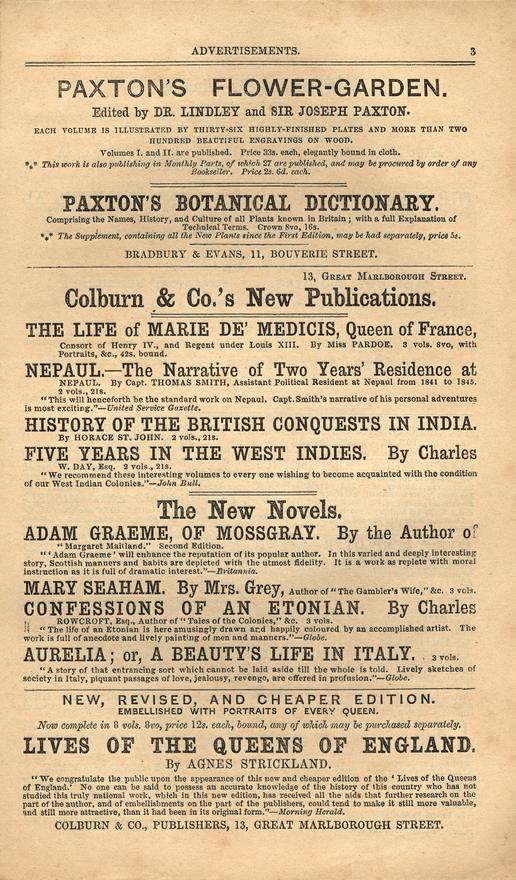 ADVERTISEMENTS. 3
PAXTON'S FLOWER-GARDEN.
Edited by DR. LINDLEY and SIR JOSEPH PAXTON.
EACH VOLUME IS ILLUSTRATED BY THIRTY-SIX HIGHLY-FINISHED PLATES AND MORE THAN TWO
HUNDRED BEAUTIFUL ENGRAVINGS ON WOOD.
Volumes I. and II. are published. Price 33s. each, elegantly bound in cloth.
*** This work is also publishing in Monthly Parts, of which 27 are published, and may be procured by order of any
Bookseller. Price 2s. 6d. each.
PAXTON'S BOTANICAL DICTIONARY.
Comprising the Names, History, and Culture of all Plants known in Britain; with a full Explanation of
Technical Terms. Crown 8vo, 16s.
*** The Supplement, containing all the New Plants since the First Edition, may be had separately, price 5s.
BRADBURY & EVANS, 11, BOUVERIE STREET.
13, GREAT MARLBOROUGH STREET.
Colburn & Co.'s New Publications.
THE LIFE of MARIE DE' MEDICIS, Queen of France,
Consort of Henry IV., and Regent under Louis XIII. By Miss PARDOE. 3 vols. 8vo, with
Portraits, &c., 42s. bound.
NEPAUL.—The Narrative of Two Years' Residence at
NEPAUL. By Capt. THOMAS SMITH, Assistant Political Resident at Nepaul from 1841 to 1845.
2 vols., 21s.
"This will henceforth be the standard work on Nepaul. Capt. Smith's narrative of his personal adventures
is most exciting."—United Service Gazette.
HISTORY OF THE BRITISH CONQUESTS IN INDIA.
By HORACE ST. JOHN. 2 vols., 21s.
FIVE YEARS IN THE WEST INDIES. By Charles
W. DAY, Esq. 2 vols., 21s.
"We recommend these interesting volumes to every one wishing to become acquainted with the condition
of our West Indian Colonies."—John Bull.
The New Novels.
ADAM GRAEME, OF MOSSGRAY. By the Author of
"Margaret Maitland." Second Edition.
"'Adam Graeme' will enhance the reputation of its popular author. In this varied and deeply interesting
story, Scottish manners and habits are depicted with the utmost fidelity. It is a work as replete with moral
instruction as it is full of dramatic interest."—Britannia.
MARY SEAHAM. By Mrs. Grey, Author of "The Gambler's Wife," &c. 3 vols.
CONFESSIONS OF AN ETONIAN. By Charles
ROWCROFT, Esq., Author of "Tales of the Colonies," &c. 3 vols.
"The life of an Etonian is here amusingly drawn and happily coloured by an accomplished artist. The
work is full of anecdote and lively painting of men and manners."—Globe.
AURELIA; or, A BEAUTY'S LIFE IN ITALY. 3 vols.
"A story of that entrancing sort which cannot be laid aside till the whole is told. Lively sketches of
society in Italy, piquant passages of love, jealousy, revenge, are offered in profusion."—Globe.
NEW, REVISED, AND CHEAPER EDITION.
EMBELLISHED WITH PORTRAITS OF EVERY QUEEN.
Now complete in 8 vols. 8vo, price 12s. each, bound, any of which may be purchased separately.
LIVES OF THE QUEENS OF ENGLAND.
By AGNES STRICKLAND.
"We congratulate the public upon the appearance of this new and cheaper edition of the 'Lives of the Queens
of England.' No one can be said to possess an accurate knowledge of the history of this country who has not
studied this truly national work, which, in this new edition, has received all the aids that further research on the
part of the author, and of embellishments on the part of the publishers, could tend to make it still more valuable,
and still more attractive, than it had been in its original form."—Morning Herald.
COLBURN & CO., PUBLISHERS, 13, GREAT MARLBOROUGH STREET.